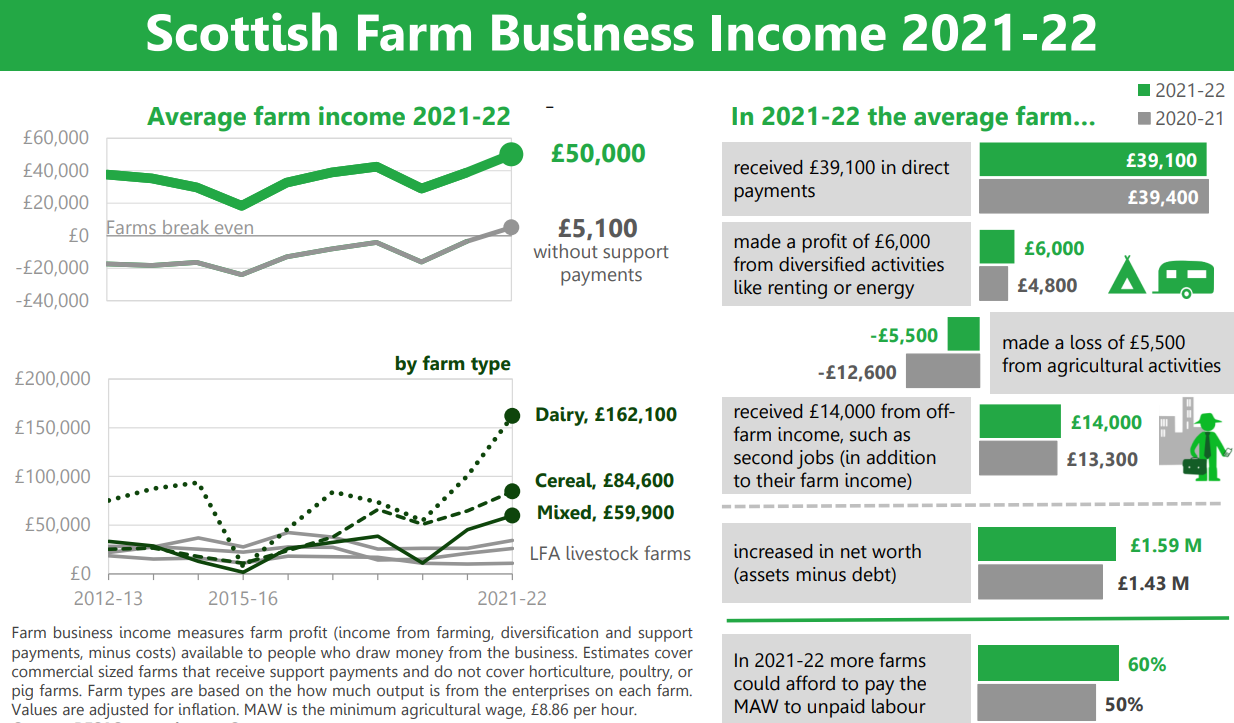 Scottish Farm Business Income 2021-22
Average farm income 2021-22
-
£60,000
£40,000
£20,000
£0
-£20,000
-£40,000
Farms break even
£50,000
£5,100
without support
payments
by farm type
£200,000
£150,000
£100,000
£50,000
£0
2012-13
2015-16
2021-22
Dairy, £162,100
Cereal, £84,600
Mixed, £59,900
LFA livestock farms
Farm business income measures farm profit (income from farming, diversification and support
payments, minus costs) available to people who draw money from the business. Estimates cover
commercial sized farms that receive support payments and do not cover horticulture, poultry, or
pig farms. Farm types are based on the how much output is from the enterprises on each farm.
Values are adjusted for inflation. MAW is the minimum agricultural wage, £8.86 per hour.
2021-22
2020-21
In 2021-22 the average farm...
received £39,100 in direct
payments
£39,100
£39,400
made a profit of £6,000
from diversified activities
like renting or energy
£6,000
£4,800
-£5,500
-£12,600
made a loss of £5,500
from agricultural activities
received £14,000 from off-
farm income, such as
second jobs (in addition
to their farm income)
£14,000
£13,300
increased in net worth
(assets minus debt)
£1.59 M
£1.43 M
In 2021-22 more farms
could afford to pay the
MAW to unpaid labour
60%
50%